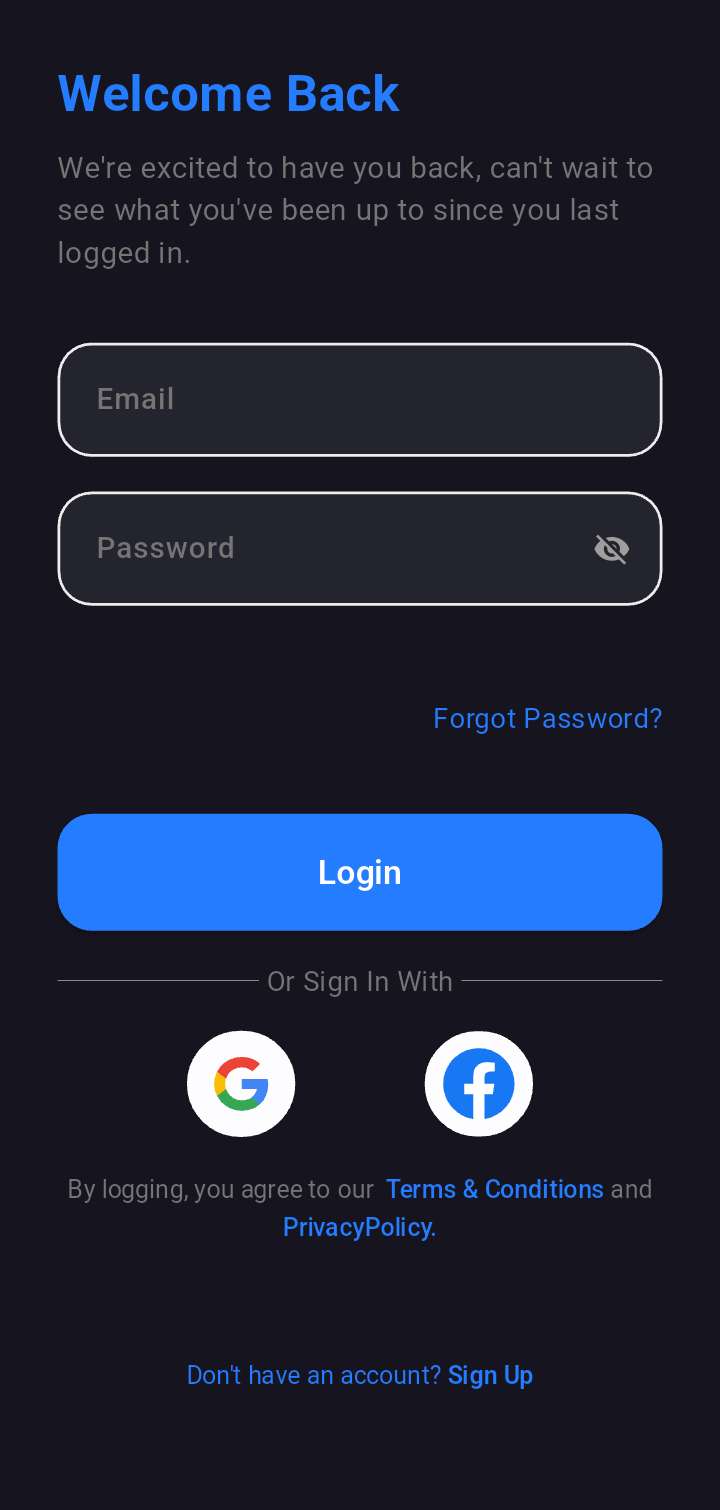 Welcome Back
We're excited to have you back, can't wait to
see what you've been up to since you last
logged in.
Email
Password
Forgot Password?
Login
Or Sign In With
By logging, you agree to our Terms & Conditions and
PrivacyPolicy.
Don't have an account? Sign Up